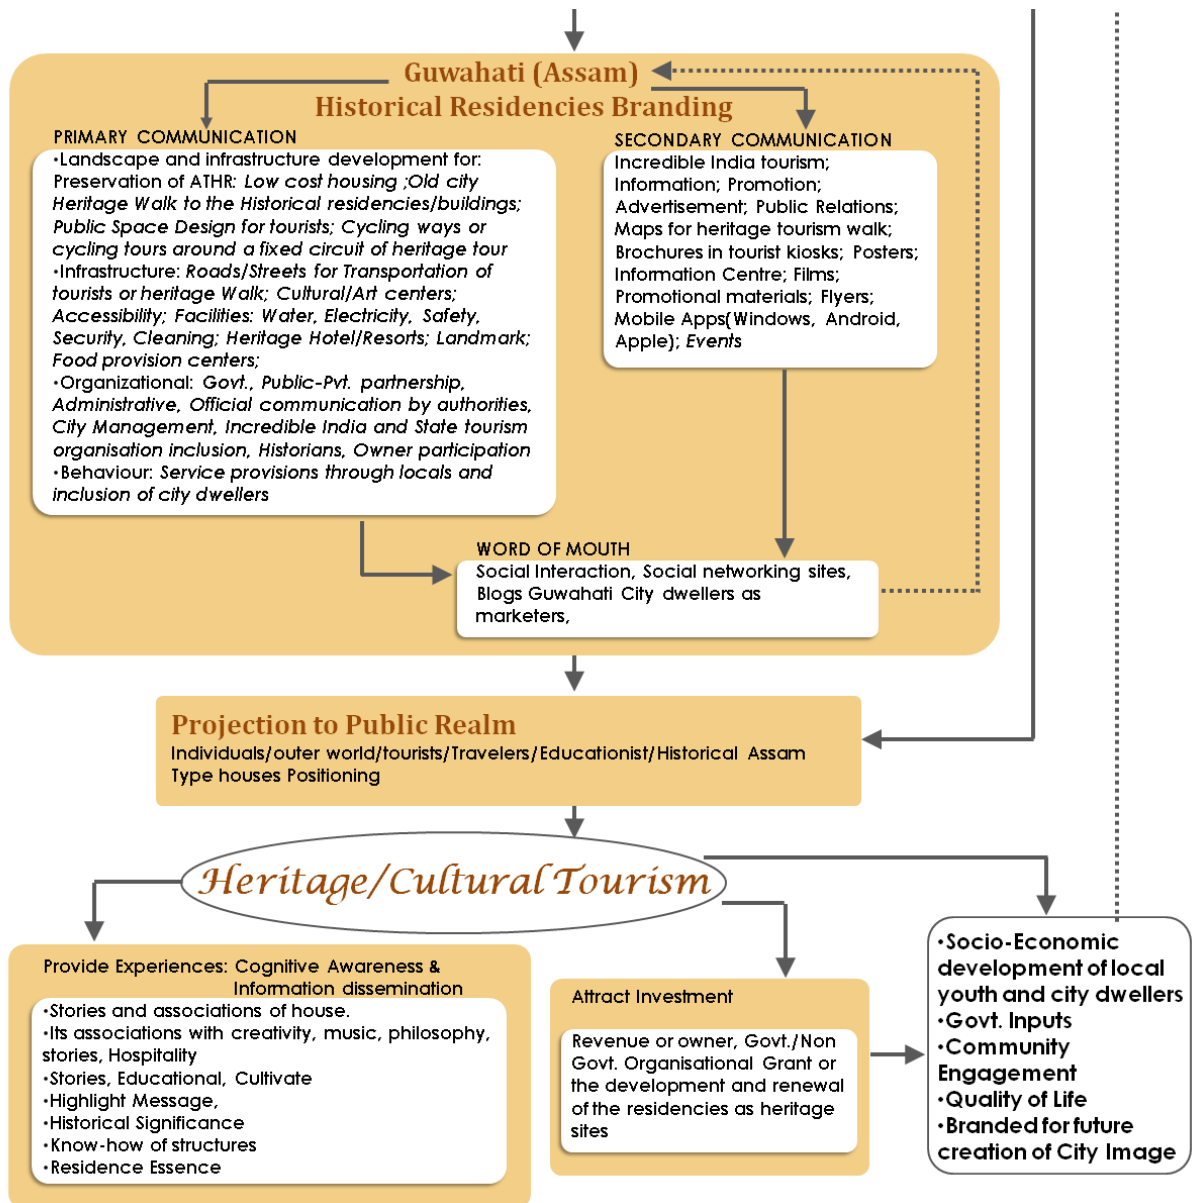 Guwahati (Assam)
Historical Residencies Branding
PRIMARY COMMUNICATION
•Landscape and infrastructure development for:
Preservation of ATHR: Low cost housing ;Old city
Heritage Walk to the Historical residencies/buildings;
Public Space Design for tourists; Cycling ways or
cycling tours around a fixed circuit of heritage tour
•Infrastructure: Roads/Streets for Transportation of
tourists or heritage Walk; Cultural/Art centers;
Accessibility; Facilities: Water, Electricity, Safety,
Security, Cleaning; Heritage Hotel/Resorts; Landmark;
Food provision centers;
•Organizational: Govt., Public-Pvt. partnership,
Administrative, Official communication by authorities,
City Management, Incredible India and State tourism
organisation inclusion, Historians, Owner participation
•Behaviour: Service provisions through locals and
inclusion of city dwellers
SECONDARY COMMUNICATION
Incredible India tourism;
Information; Promotion;
Advertisement; Public Relations;
Maps for heritage tourism walk;
Brochures in tourist kiosks; Posters;
Information Centre; Films;
Promotional materials; Flyers;
Mobile Apps(Windows, Android,
Apple); Events
WORD OF MOUTH
Social Interaction, Social networking sites,
Blogs Guwahati City dwellers as
marketers,
Projection to Public Realm
Individuals/outer world/tourists/Travelers/Educationist/Historical Assam
Type houses Positioning
Heritage/Cultural Tourism
Provide Experiences: Cognitive Awareness &
Information dissemination
•Stories and associations of house.
•Its associations with creativity, music, philosophy,
stories, Hospitality
•Stories, Educational, Cultivate
•Highlight Message,
•Historical Significance
•Know-how of structures
•Residence Essence
Attract Investment
Revenue or owner, Govt./Non
Govt. Organisational Grant or
the development and renewal
of the residencies as heritage
sites
•Socio-Economic
development of local
youth and city dwellers
•Govt. Inputs
•Community
Engagement
•Quality of Life
•Branded for future
creation of City Image